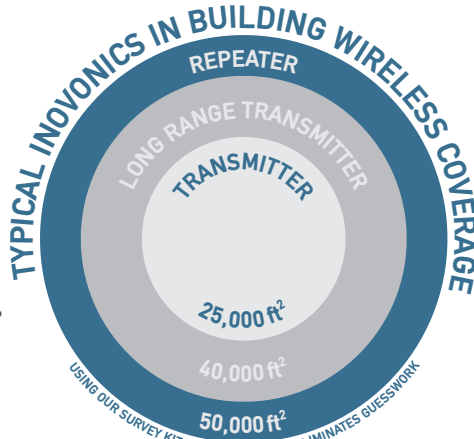 TYPICAL INOVONICS IN BUILDING WIRELESS COVERAGE
REPEATER
LONG RANGE TRANSMITTER
TRANSMITTER
25,000 ft²
40,000 ft²
50,000 ft²
USING OUR SURVEY KIT ELIMINATES GUESSWORK